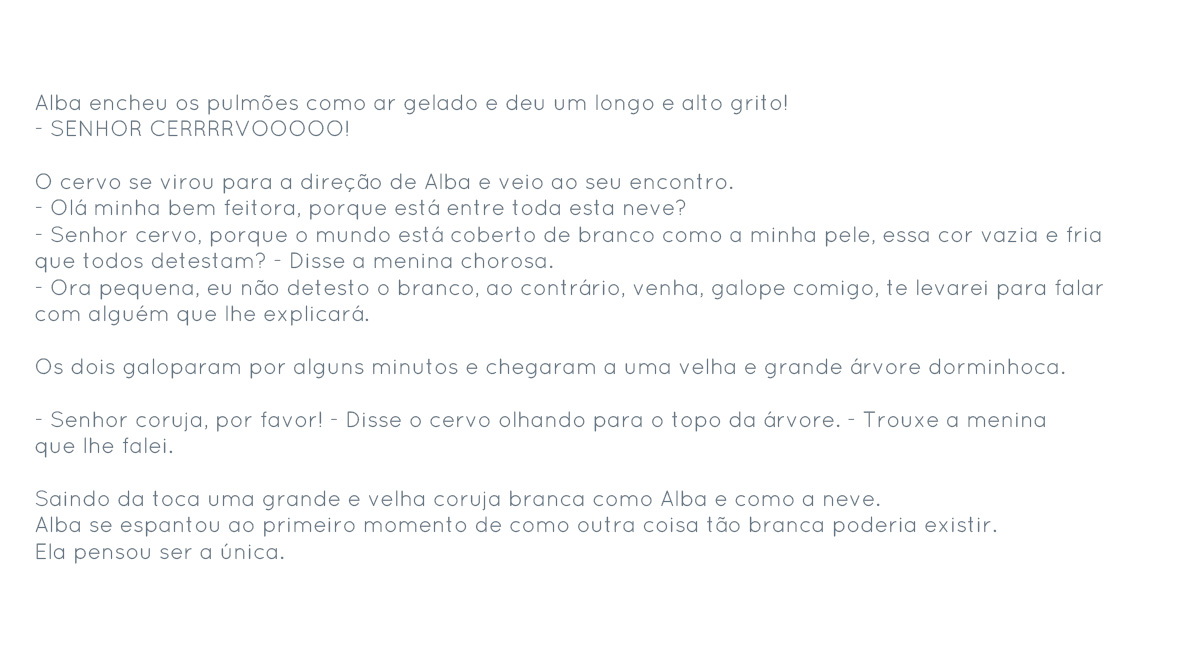 Alba encheu os pulmões como ar gelado e deu um longo e alto grito!
- SENHOR CERRRRVOOOOO!
O cervo se virou para a direção de Alba e veio ao seu encontro.
- Olá minha bem feitora, porque está entre toda esta neve?
- Senhor cervo, porque o mundo está coberto de branco como a minha pele, essa cor vazia e fria
que todos detestam? - Disse a menina chorosa.
- Ora pequena, eu não detesto o branco, ao contrário, venha, galope comigo, te levarei para falar
com alguém que lhe explicará.
Os dois galoparam por alguns minutos e chegaram a uma velha e grande árvore dorminhoca.
- Senhor coruja, por favor! - Disse o cervo olhando para o topo da árvore. - Trouxe a menina
que lhe falei.
Saindo da toca uma grande e velha coruja branca como Alba e como a neve.
Alba se espantou ao primeiro momento de como outra coisa tão branca poderia existir.
Ela pensou ser a única.